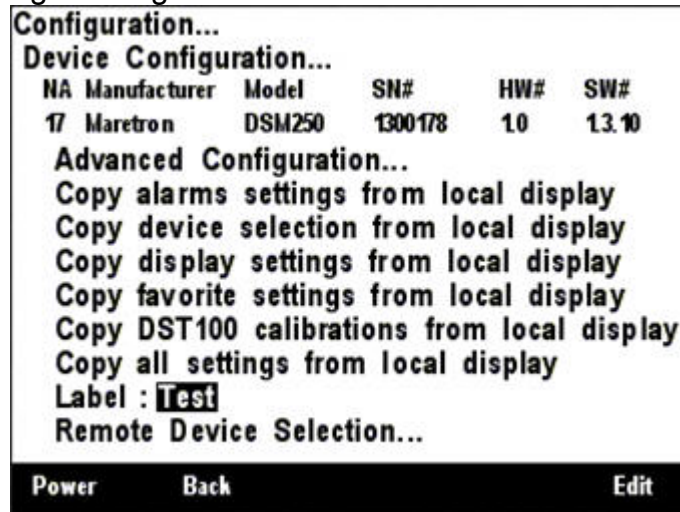 Configuration...
Device Configuration...
NA Manufacturer Model SN# HW# SW#
17 Maretron DSM250 1300178 1.0 1.3.10
Advanced Configuration...
Copy alarms settings from local display
Copy device selection from local display
Copy display settings from local display
Copy favorite settings from local display
Copy DST100 calibrations from local display
Copy all settings from local display
Label : Test
Remote Device Selection...
Power Back Edit